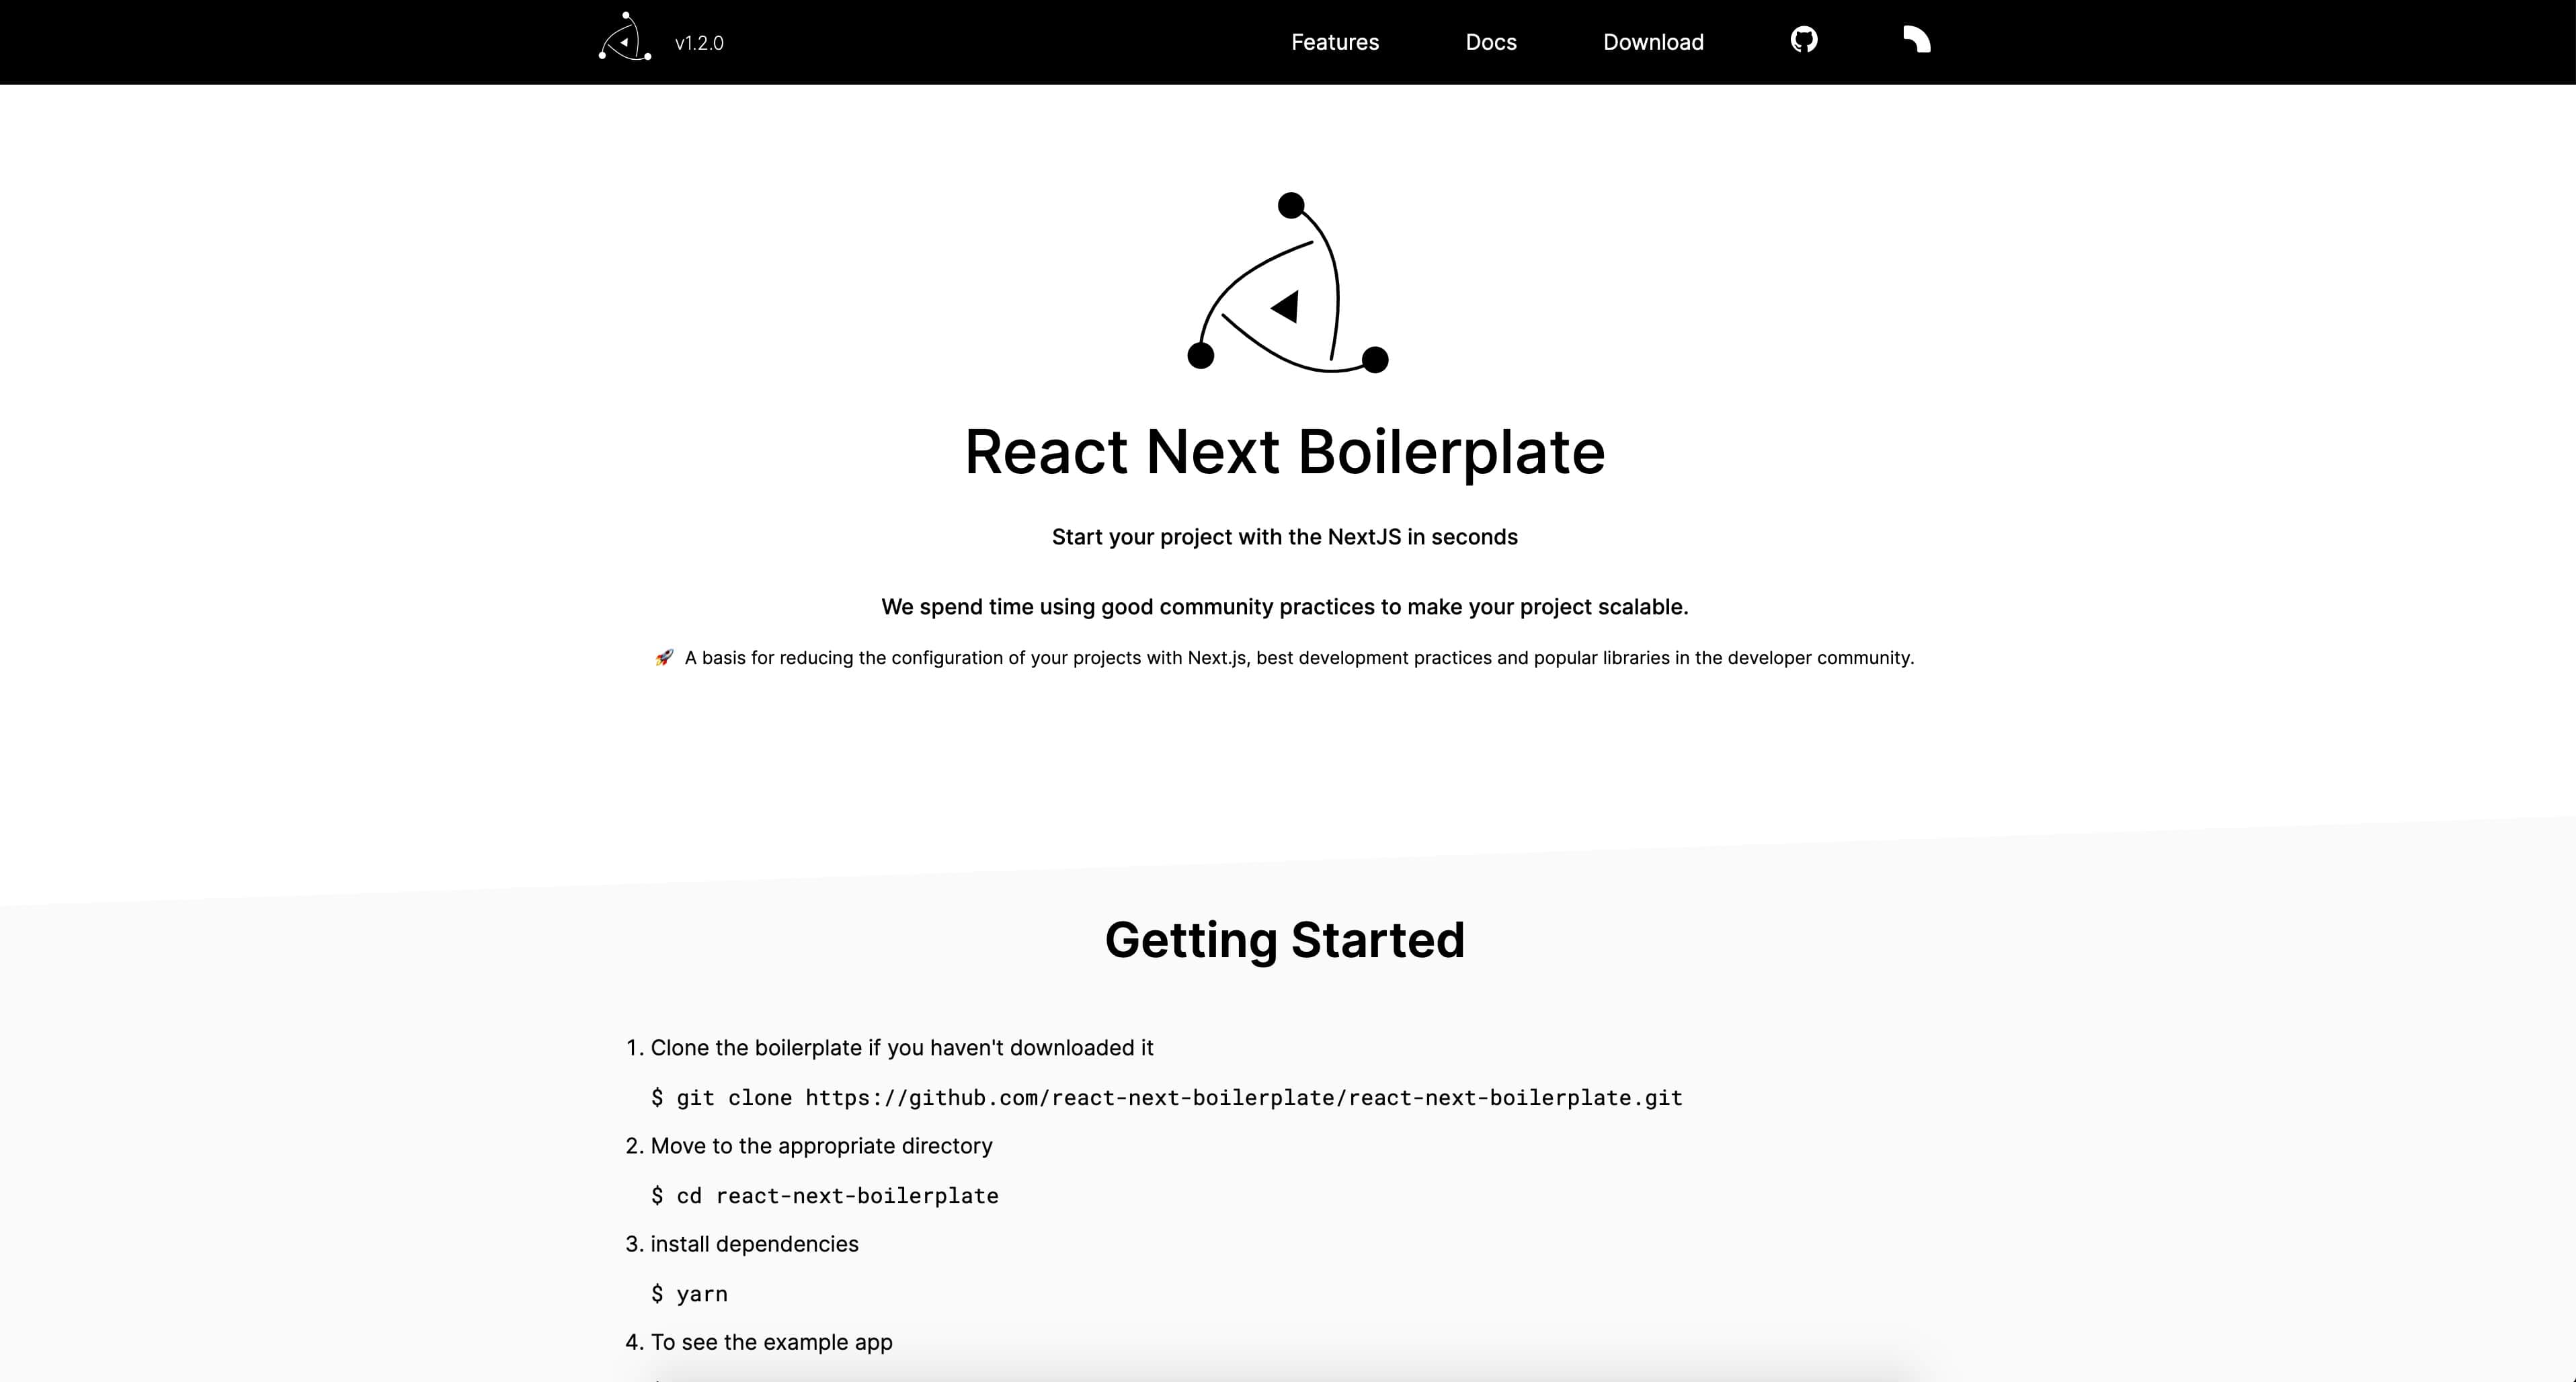 v1.2.0
Features
Docs
Download
React Next Boilerplate
Start your project with the NextJS in seconds
We spend time using good community practices to make your project scalable.
🚀 A basis for reducing the configuration of your projects with Next.js, best development practices and popular libraries in the developer community.
Getting Started
1. Clone the boilerplate if you haven't downloaded it
$ git clone https://github.com/react-next-boilerplate/react-next-boilerplate.git
2. Move to the appropriate directory
$ cd react-next-boilerplate
3. install dependencies
$ yarn
4. To see the example app